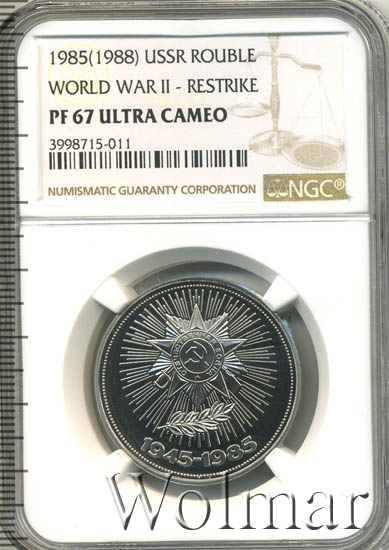 1985(1988) USSR ROUBLE
WORLD WAR II - RESTRIKE
PF 67 ULTRA CAMEO
3998715-011
NUMISMATIC GUARANTY CORPORATION NGC®
1945-1985
Wolmar